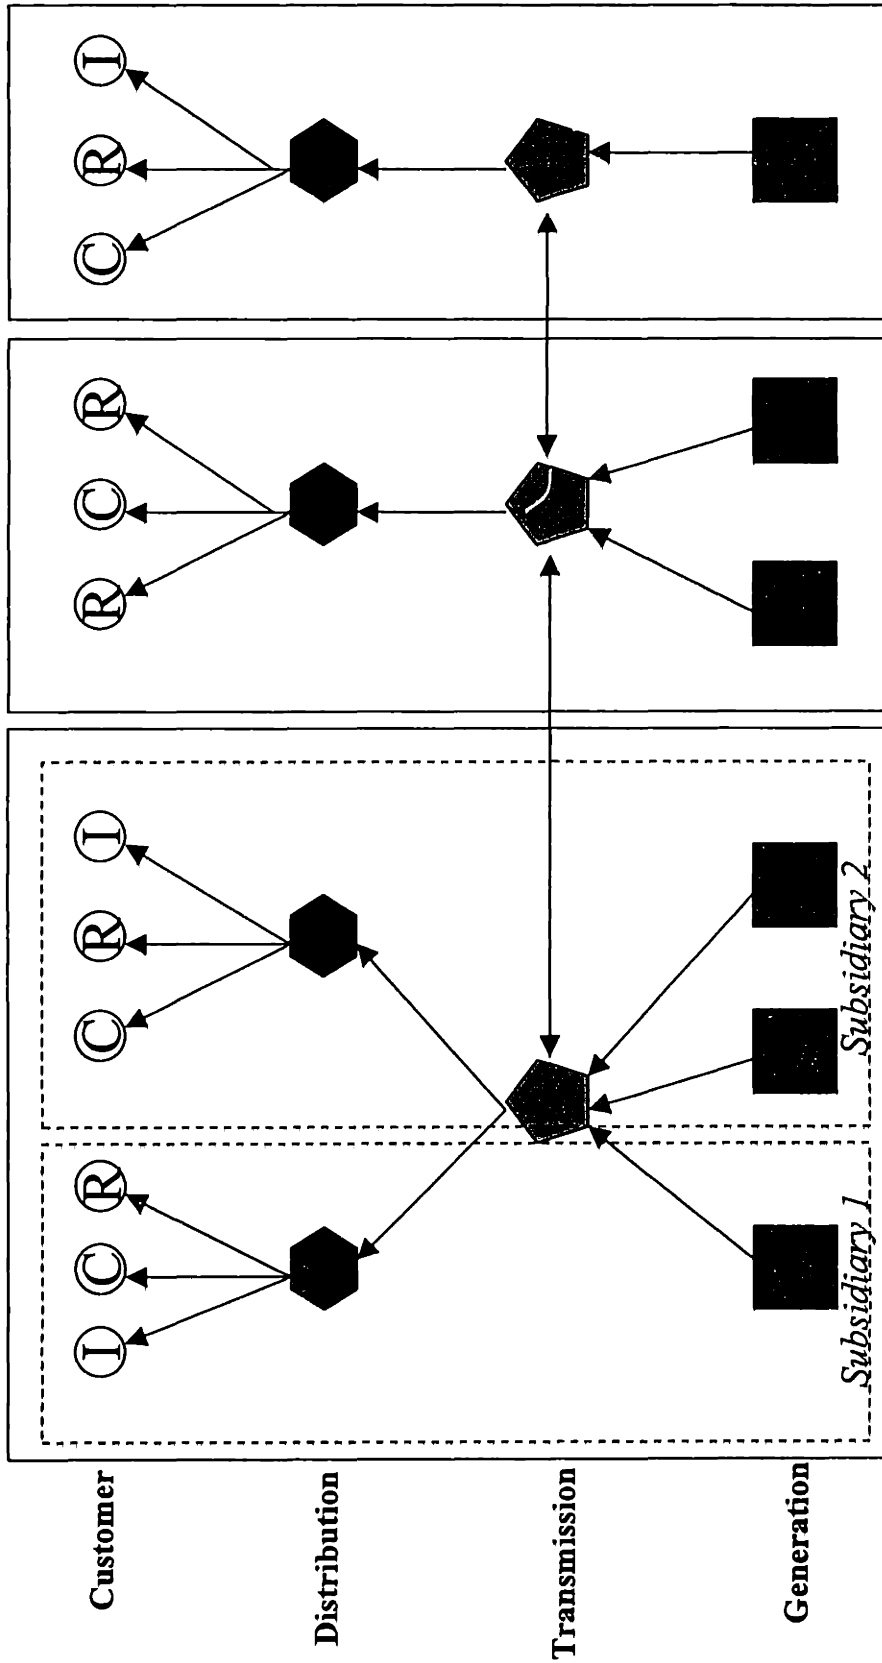 Customer I C R C R I R C R C R I
Distribution
Transmission
Generation
Subsidiary 1 Subsidiary 2